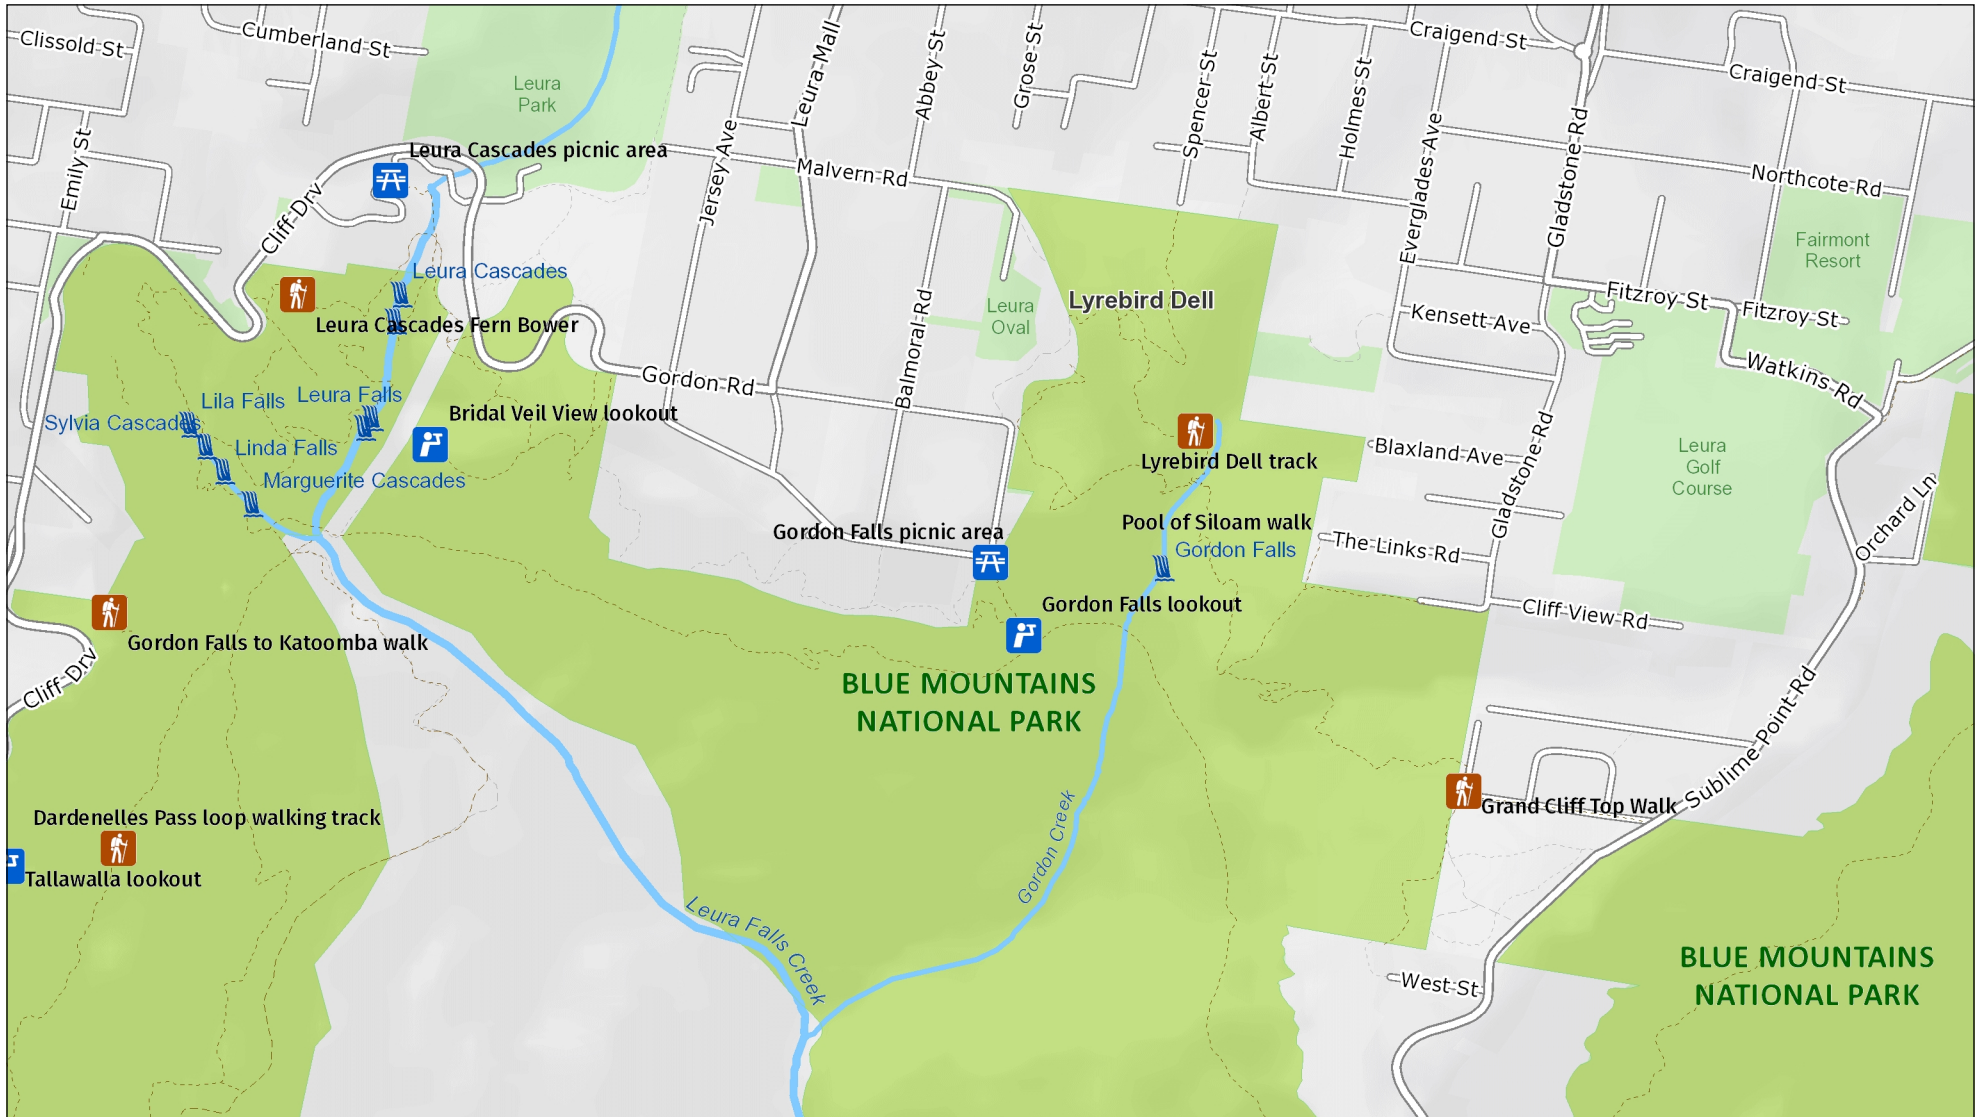 Clissold St
Cumberland St
Leura
Park
Leura Mall
Abbey St
Grose St
Spencer St
Albert St
Holmes St
Craigend St
Craigend St
Emily St
Leura Cascades picnic area
Jersey Ave
Malvern Rd
Everglades Ave
Gladstone Rd
Northcote Rd
Cliff Drv
Fairmont
Resort
Leura Cascades
Lyrebird Dell
Leura
Oval
Fitzroy St
Fitzroy St
Kensett Ave
Leura Cascades Fern Bower
Balmoral Rd
Gordon Rd
Watkins Rd
Lila Falls
Leura Falls
Sylvia Cascades
Bridal Veil View lookout
Linda Falls
Marguerite Cascades
Lyrebird Dell track
Blaxland Ave
Gladstone Rd
Leura
Golf
Course
Orchard Ln
Gordon Falls picnic area
Pool of Siloam walk
Gordon Falls
The Links Rd
Gordon Falls lookout
Cliff View Rd
Gordon Falls to Katoomba walk
Cliff Drv
BLUE MOUNTAINS
NATIONAL PARK
Sublime Point Rd
Grand Cliff Top Walk
Dardenelles Pass loop walking track
Tallawalla lookout
Gordon Creek
Leura Falls Creek
West St
BLUE MOUNTAINS
NATIONAL PARK